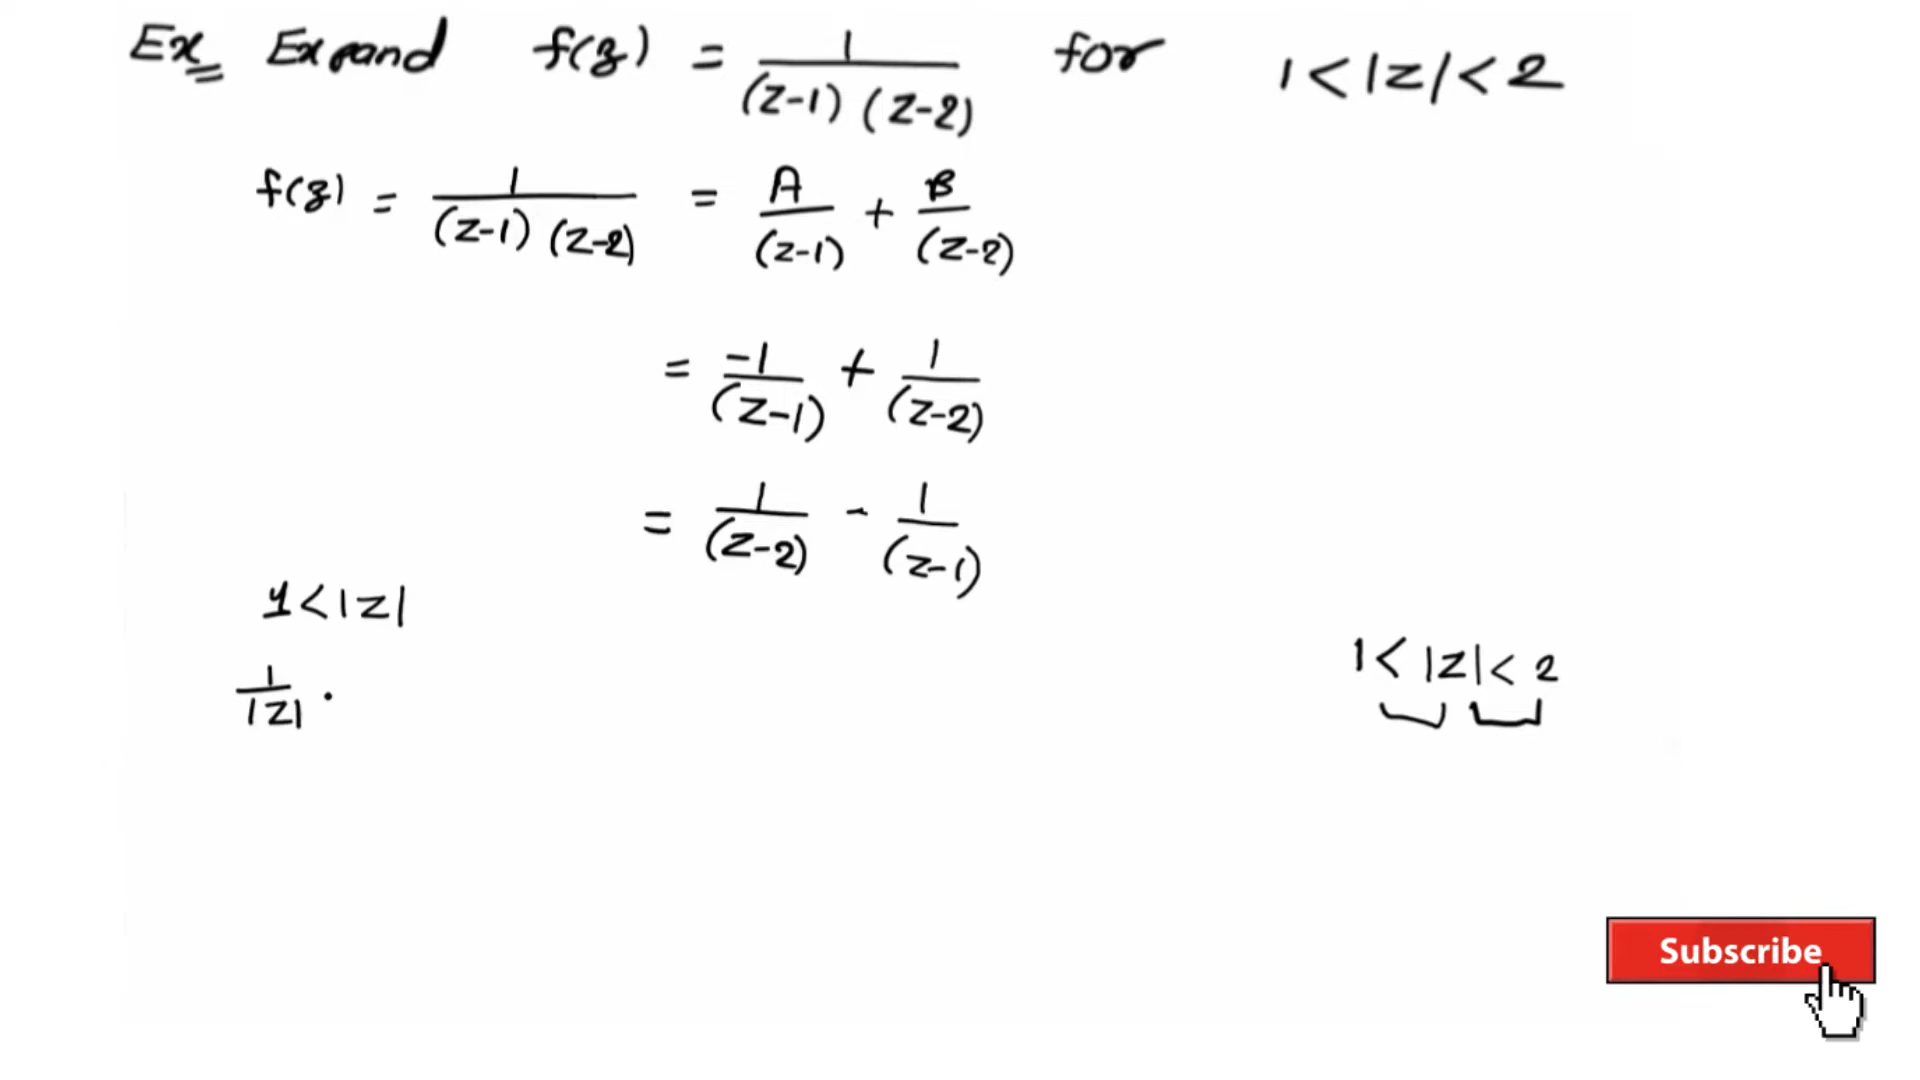 Ex Expand f(z) = 1/((z-1)(z-2)) for 1<|z|<2
f(z) = 1/((z-1)(z-2)) = A/(z-1) + B/(z-2)
= -1/(z-1) + 1/(z-2)
= 1/(z-2) - 1/(z-1)
1<|z|
1<|z|<2
1/|z|
Subscribe